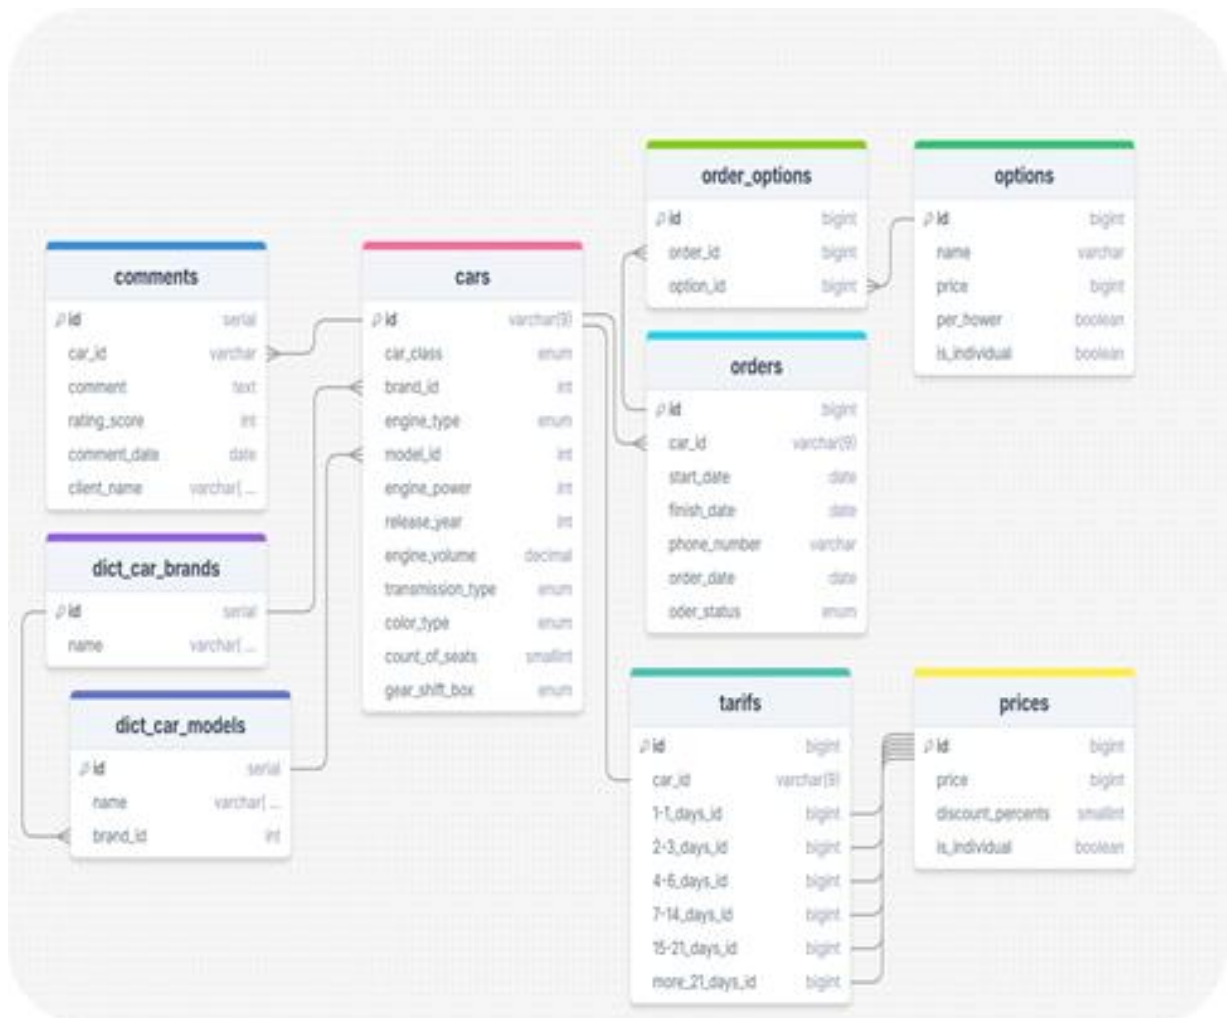 order_options
id bigint
order_id bigint
option_id bigint
options
id bigint
name varchar
price bigint
per_hower boolean
is_individual boolean
comments
id serial
car_id varchar
comment text
rating_score int
comment_date date
client_name varchar( ...
cars
id varchar(9)
car_class enum
brand_id int
engine_type enum
model_id int
engine_power int
release_year int
engine_volume decimal
transmission_type enum
color_type enum
count_of_seats smallint
gear_shift_box enum
orders
id bigint
car_id varchar(9)
start_date date
finish_date date
phone_number varchar
order_date date
oder_status enum
dict_car_brands
id serial
name varchar( ...
dict_car_models
id serial
name varchar( ...
brand_id int
tarifs
id bigint
car_id varchar(9)
1-1_days_id bigint
2-3_days_id bigint
4-6_days_id bigint
7-14_days_id bigint
15-21_days_id bigint
more_21_days_id bigint
prices
id bigint
price bigint
discount_percents smallint
is_individual boolean